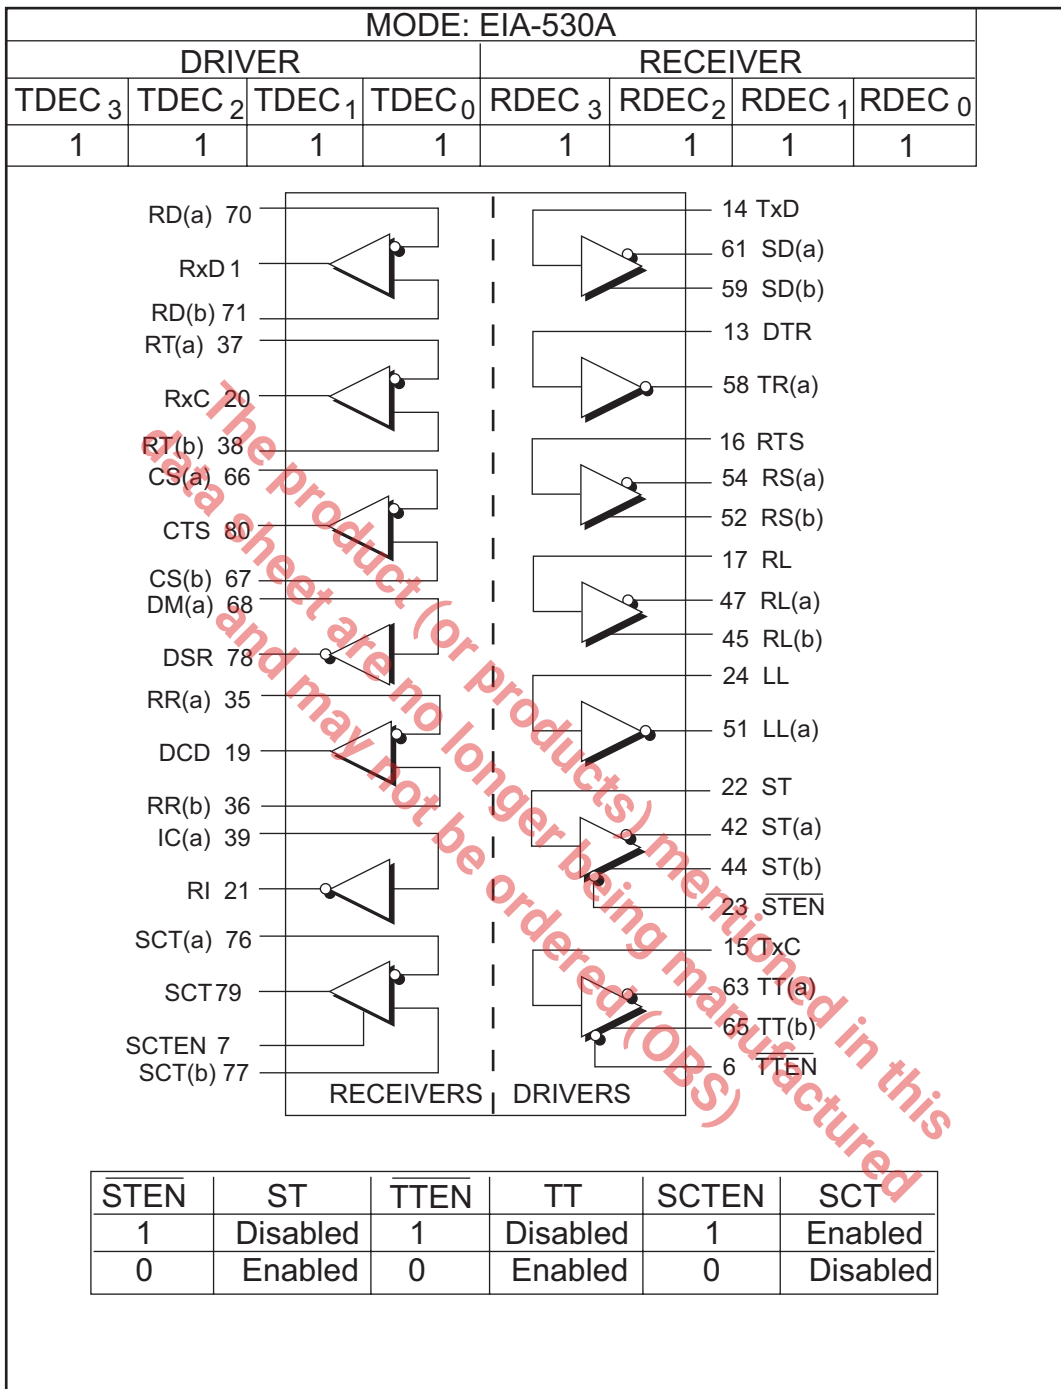 MODE: EIA-530A
DRIVER RECEIVER
TDEC3 TDEC2 TDEC1 TDEC0 RDEC3 RDEC2 RDEC1 RDEC0
1 1 1 1 1 1 1 1
RD(a) 70
RxD 1
RD(b) 71
RT(a) 37
RxC 20
RT(b) 38
CS(a) 66
CTS 80
CS(b) 67
DM(a) 68
DSR 78
RR(a) 35
DCD 19
RR(b) 36
IC(a) 39
RI 21
SCT(a) 76
SCT 79
SCTEN 7
SCT(b) 77
14 TxD
61 SD(a)
59 SD(b)
13 DTR
58 TR(a)
16 RTS
54 RS(a)
52 RS(b)
17 RL
47 RL(a)
45 RL(b)
24 LL
51 LL(a)
22 ST
42 ST(a)
44 ST(b)
23 STEN
15 TxC
63 TT(a)
65 TT(b)
6 TTEN
RECEIVERS DRIVERS
The product (or products) mentioned in this
data sheet are no longer being manufactured
and may not be ordered (OBS)
STEN ST TTEN TT SCTEN SCT
1 Disabled 1 Disabled 1 Enabled
0 Enabled 0 Enabled 0 Disabled